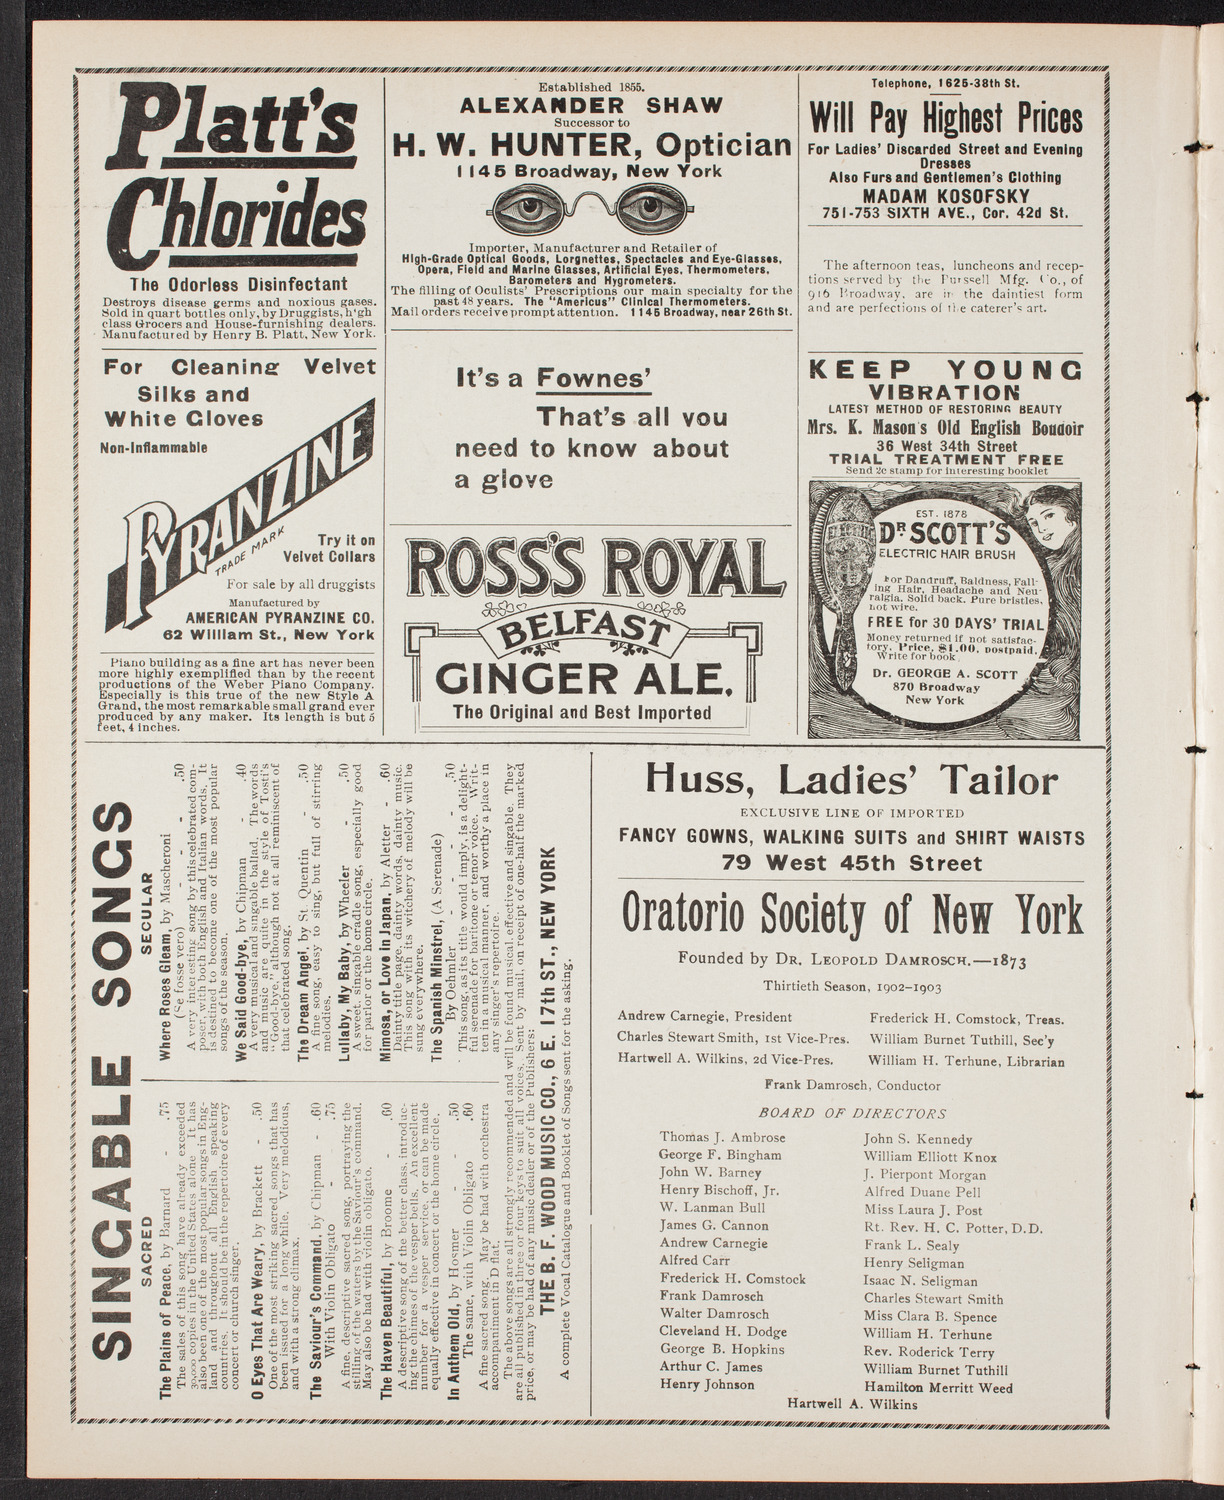 Platt's
Chlorides
The Odorless Disinfectant
Destroys disease germs and noxious gases.
Sold in quart bottles only, by Druggists, h'gh
class Grocers and House-furnishing dealers.
Manufactured by Henry B. Platt, New York.
For Cleaning Velvet
Silks and
White Gloves
Non-Inflammable
PYRANZINE
TRADE MARK
Try it on
Velvet Collars
For sale by all druggists
Manufactured by
AMERICAN PYRANZINE CO.
62 William St., New York
Piano building as a fine art has never been
more highly exemplified than by the recent
productions of the Weber Piano Company.
Especially is this true of the new Style A
Grand, the most remarkable small grand ever
produced by any maker. Its length is but 5
feet, 4 inches.
Established 1855.
ALEXANDER SHAW
Successor to
H. W. HUNTER, Optician
1145 Broadway, New York
Importer, Manufacturer and Retailer of
High-Grade Optical Goods, Lorgnettes, Spectacles and Eye-Glasses,
Opera, Field and Marine Glasses, Artificial Eyes, Thermometers,
Barometers and Hygrometers.
The filling of Oculists' Prescriptions our main specialty for the
past 48 years. The "Americus" Clinical Thermometers.
Mail orders receive prompt attention. 1145 Broadway, near 26th St.
It's a Fownes'
That's all you
need to know about
a glove
ROSS'S ROYAL
BELFAST
GINGER ALE.
The Original and Best Imported
Telephone, 1625-38th St.
Will Pay Highest Prices
For Ladies' Discarded Street and Evening
Dresses
Also Furs and Gentlemen's Clothing
MADAM KOSOFSKY
751-753 SIXTH AVE., Cor. 42d St.
The afternoon teas, luncheons and recep-
tions served by the Purssell Mfg. Co., of
916 Broadway, are in the daintiest form
and are perfections of the caterer's art.
KEEP YOUNG
VIBRATION
LATEST METHOD OF RESTORING BEAUTY
Mrs. K. Mason's Old English Boudoir
36 West 34th Street
TRIAL TREATMENT FREE
Send 2c stamp for interesting booklet
EST. 1878
DR SCOTT'S
ELECTRIC HAIR BRUSH
For Dandruff, Baldness, Fall-
ing Hair, Headache and Neu-
ralgia. Solid back. Pure bristles,
not wire.
FREE for 30 DAYS' TRIAL
Money returned if not satisfac-
tory. Price, $1.00, postpaid.
Write for book
Dr. GEORGE A. SCOTT
870 Broadway
New York
SINGABLE SONGS
SACRED
The Plains of Peace, by Barnard - .75
The sales of this song have already exceeded
30,000 copies in the United States alone It has
also been one of the most popular songs in Eng-
land and throughout all English speaking
countries. It should be in the repertoire of every
concert or church singer.
O Eyes That Are Weary, by Brackett - .50
One of the most striking sacred songs that has
been issued for a long while. Very melodious,
and with a strong climax.
The Saviour's Command, by Chipman - .60
With Violin Obligato - .75
A fine, descriptive sacred song, portraying the
stilling of the waters by the Saviour's command.
May also be had with violin obligato.
The Haven Beautiful, by Broome - .60
A descriptive song of the better class, introduc-
ing the chimes of the vesper bells. An excellent
number for a vesper service, or can be made
equally effective in concert or the home circle.
In Anthem Old, by Hosmer - .50
The same, with Violin Obligato - .60
A fine sacred song. May be had with orchestra
accompaniment in D flat.
SECULAR
Where Roses Gleam, by Mascheroni
(Se fosse vero) - - - .50
A very interesting song by this celebrated com-
poser, with both English and Italian words. It
is destined to become one of the most popular
songs of the season.
We Said Good-bye, by Chipman - .40
A very musical and singable ballad. The words
and music are quite in the style of Tosti's
"Good-bye," although not at all reminiscent of
that celebrated song.
The Dream Angel, by St. Quentin - .50
A fine song, easy to sing, but full of stirring
melodies.
Lullaby, My Baby, by Wheeler - .50
A sweet, singable cradle song, especially good
for parlor or the home circle.
Mimosa, or Love in Japan, by Aletter - .60
Dainty title page, dainty words, dainty music.
This song with its witchery of melody will be
sung everywhere.
The Spanish Minstrel, (A Serenade)
By Oehmler - - - .50
This song, as its title would imply, is a delight-
ful serenade for baritone or tenor voice. Writ-
ten in a musical manner, and worthy a place in
any singer's repertoire.
The above songs are all strongly recommended and will be found musical, effective and singable. They
are all published in three or four keys to suit all voices. Sent by mail, on receipt of one-half the marked
price, or may be had of any music dealer or of the Publishers:
THE B. F. WOOD MUSIC CO., 6 E. 17th ST., NEW YORK
A complete Vocal Catalogue and Booklet of Songs sent for the asking.
Huss, Ladies' Tailor
EXCLUSIVE LINE OF IMPORTED
FANCY GOWNS, WALKING SUITS and SHIRT WAISTS
79 West 45th Street
Oratorio Society of New York
Founded by DR. LEOPOLD DAMROSCH.—1873
Thirtieth Season, 1902-1903
Andrew Carnegie, President
Frederick H. Comstock, Treas.
Charles Stewart Smith, 1st Vice-Pres.
William Burnet Tuthill, Sec'y
Hartwell A. Wilkins, 2d Vice-Pres.
William H. Terhune, Librarian
Frank Damrosch, Conductor
BOARD OF DIRECTORS
Thomas J. Ambrose
George F. Bingham
John W. Barney
Henry Bischoff, Jr.
W. Lanman Bull
James G. Cannon
Andrew Carnegie
Alfred Carr
Frederick H. Comstock
Frank Damrosch
Walter Damrosch
Cleveland H. Dodge
George B. Hopkins
Arthur C. James
Henry Johnson
John S. Kennedy
William Elliott Knox
J. Pierpont Morgan
Alfred Duane Pell
Miss Laura J. Post
Rt. Rev. H. C. Potter, D.D.
Frank L. Sealy
Henry Seligman
Isaac N. Seligman
Charles Stewart Smith
Miss Clara B. Spence
William H. Terhune
Rev. Roderick Terry
William Burnet Tuthill
Hamilton Merritt Weed
Hartwell A. Wilkins